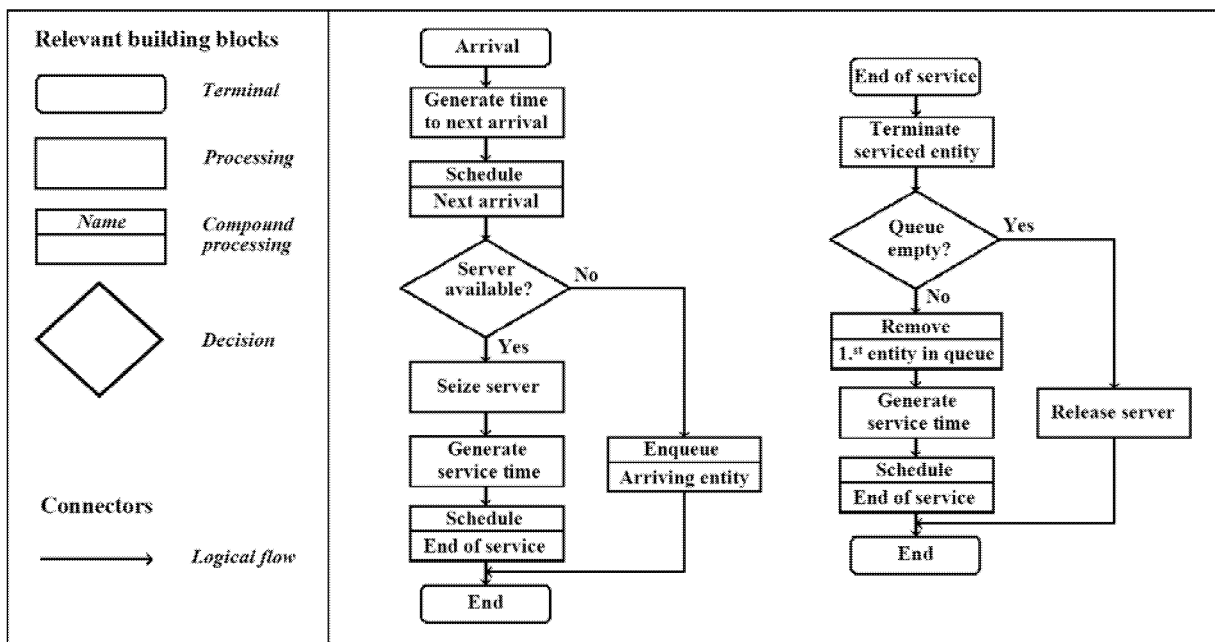 Relevant building blocks
Terminal
Processing
Name
Compound
processing
Decision
Connectors
Logical flow
Arrival
Generate time
to next arrival
Schedule
Next arrival
Server
available?
No
Yes
Seize server
Generate
service time
Enqueue
Arriving entity
Schedule
End of service
End
End of service
Terminate
serviced entity
Queue
empty?
Yes
No
Remove
1.st entity in queue
Generate
service time
Release server
Schedule
End of service
End